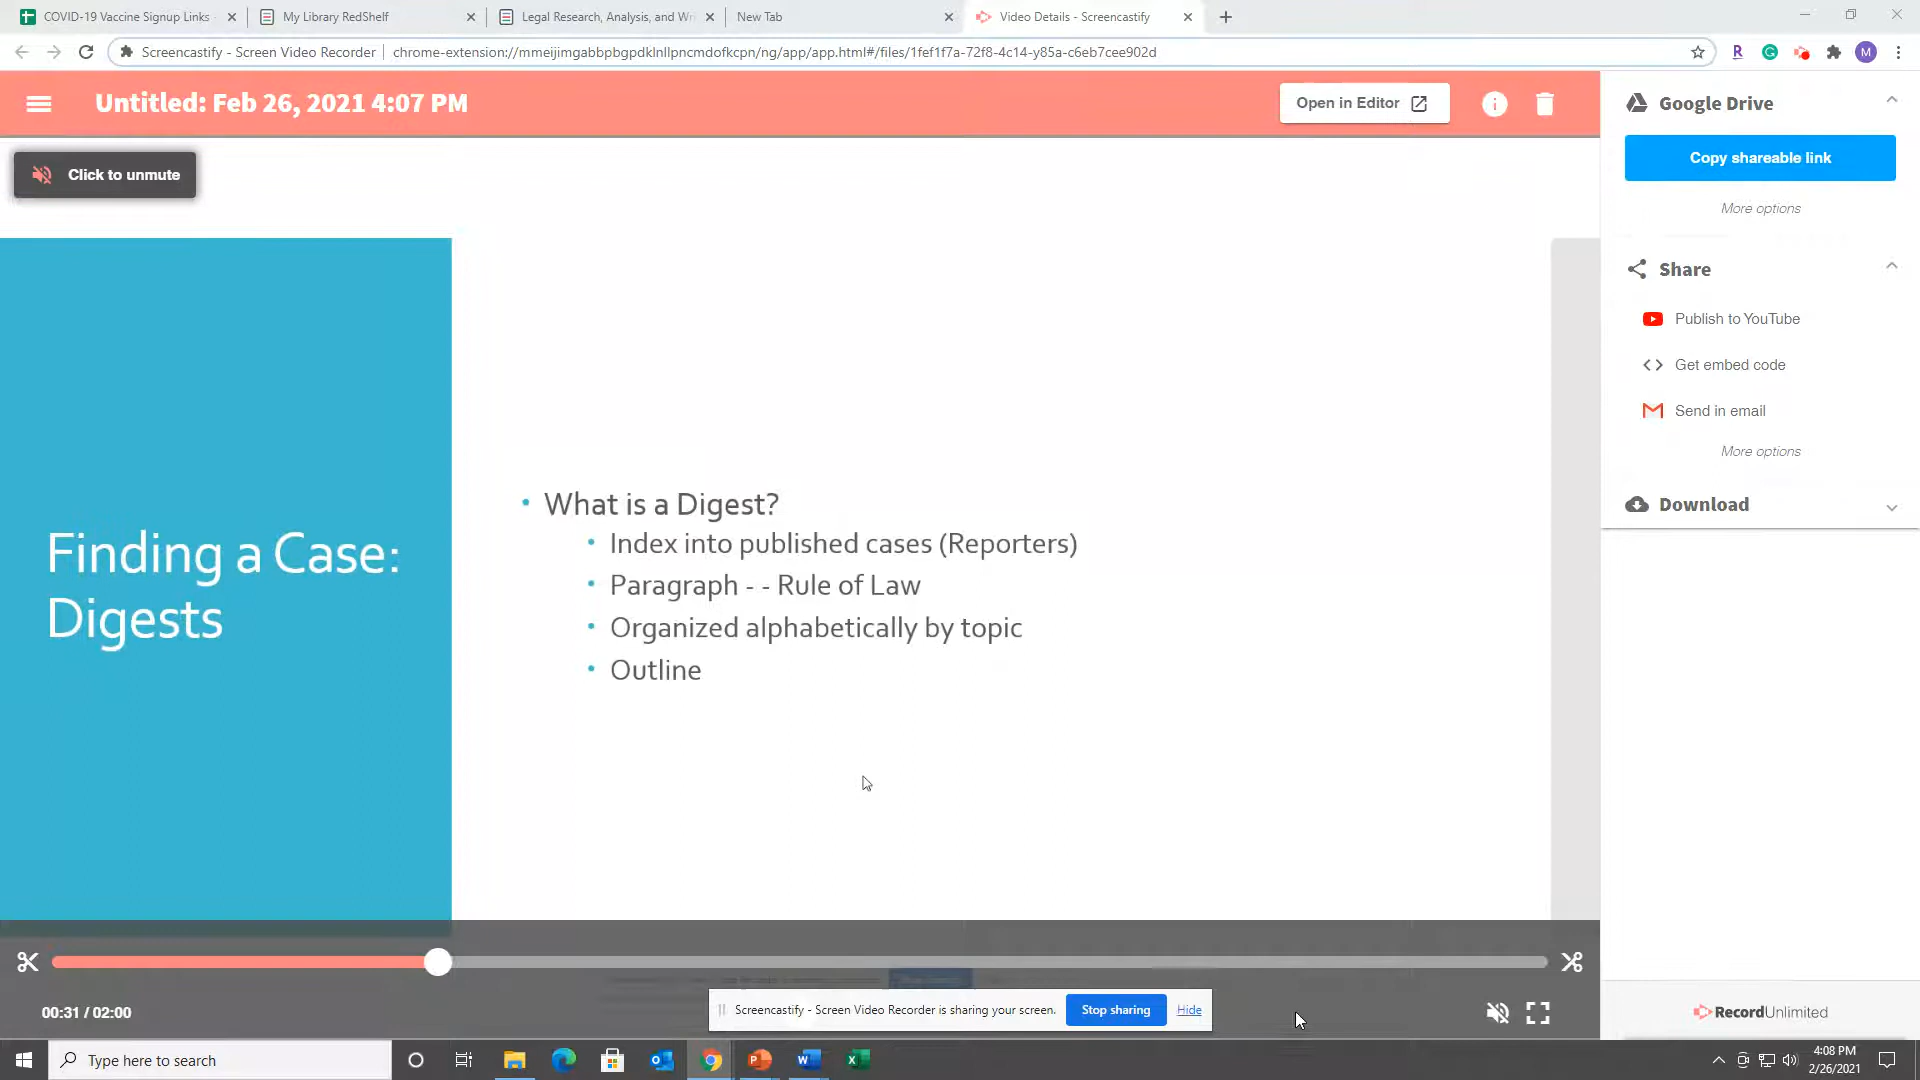 COVID-19 Vaccine Signup Links
My Library RedShelf
Legal Research, Analysis, and Wri
New Tab
Video Details - Screencastify
Screencastify - Screen Video Recorder
chrome-extension://mmeijimgabbpbgpdklnllpncmdofkcpn/ng/app/app.html#/files/1fef1f7a-72f8-4c14-y85a-c6eb7cee902d
R
G
M
Untitled: Feb 26, 2021 4:07 PM
Open in Editor
i
Google Drive
Click to unmute
Copy shareable link
More options
Share
Publish to YouTube
Get embed code
Send in email
More options
Download
Finding a Case:
Digests
• What is a Digest?
• Index into published cases (Reporters)
• Paragraph - - Rule of Law
• Organized alphabetically by topic
• Outline
00:31 / 02:00
Screencastify - Screen Video Recorder is sharing your screen.
Stop sharing
Hide
RecordUnlimited
Type here to search
4:08 PM
2/26/2021